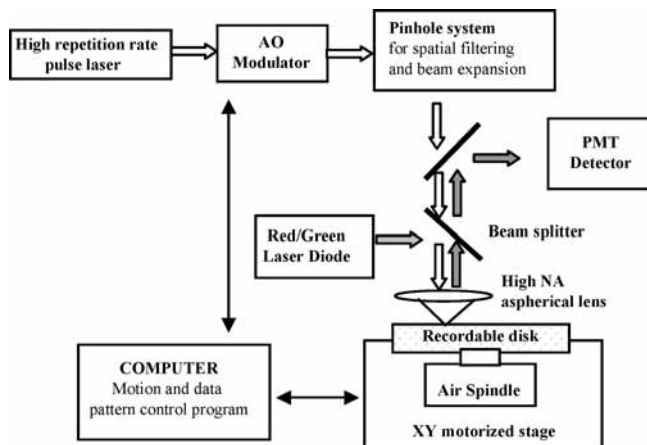 High repetition rate
pulse laser
AO
Modulator
Pinhole system
for spatial filtering
and beam expansion
PMT
Detector
Red/Green
Laser Diode
Beam splitter
High NA
aspherical lens
Recordable disk
COMPUTER
Motion and data
pattern control program
Air Spindle
XY motorized stage